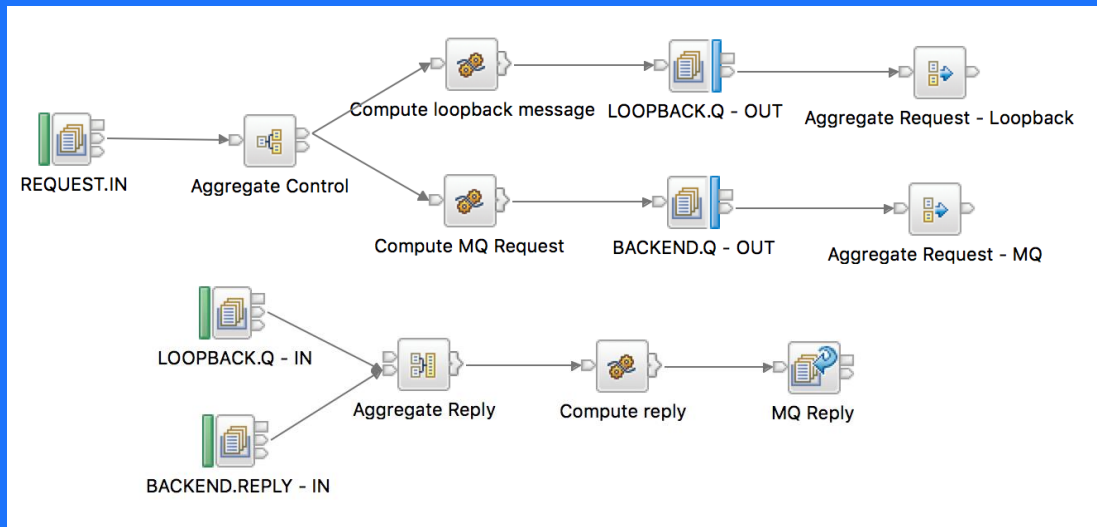 Compute loopback message
LOOPBACK.Q - OUT
Aggregate Request - Loopback
REQUEST.IN
Aggregate Control
Compute MQ Request
BACKEND.Q - OUT
Aggregate Request - MQ
LOOPBACK.Q - IN
Aggregate Reply
Compute reply
MQ Reply
BACKEND.REPLY - IN